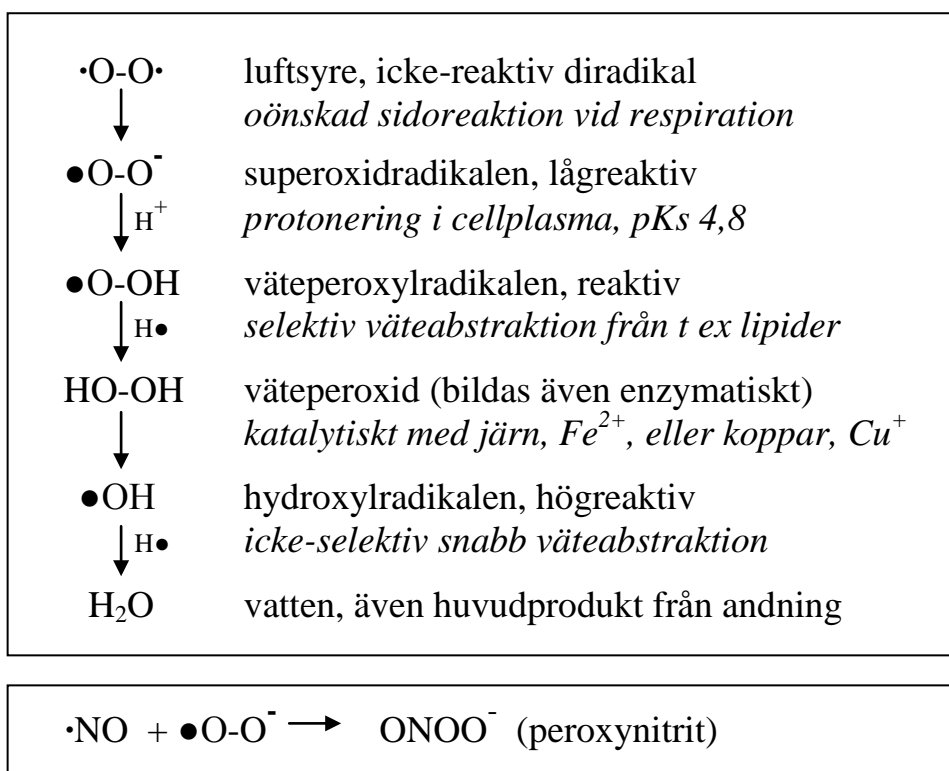 ·O-O· luftsyre, icke-reaktiv diradikal
oönskad sidoreaktion vid respiration
●O-O⁻ superoxidradikalen, lågreaktiv
H⁺ protonering i cellplasma, pKs 4,8
●O-OH väteperoxylradikalen, reaktiv
H● selektiv väteabstraktion från t ex lipider
HO-OH väteperoxid (bildas även enzymatiskt)
katalytiskt med järn, Fe²⁺, eller koppar, Cu⁺
●OH hydroxylradikalen, högreaktiv
H● icke-selektiv snabb väteabstraktion
H₂O vatten, även huvudprodukt från andning
·NO + ●O-O⁻ → ONOO⁻ (peroxynitrit)